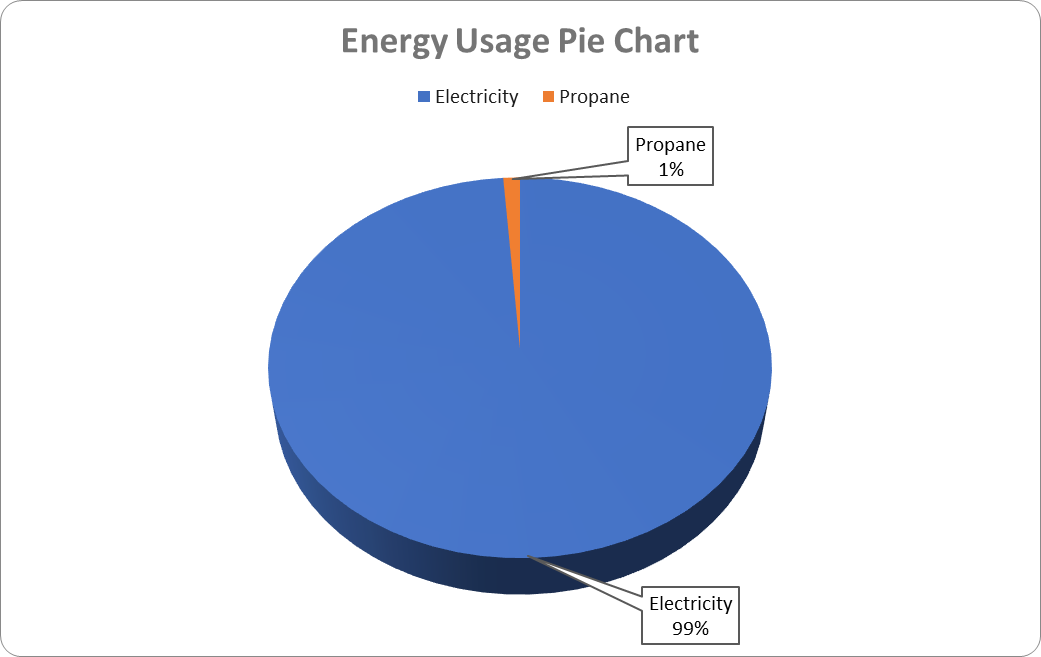 Energy Usage Pie Chart
Electricity Propane
Propane
1%
Electricity
99%